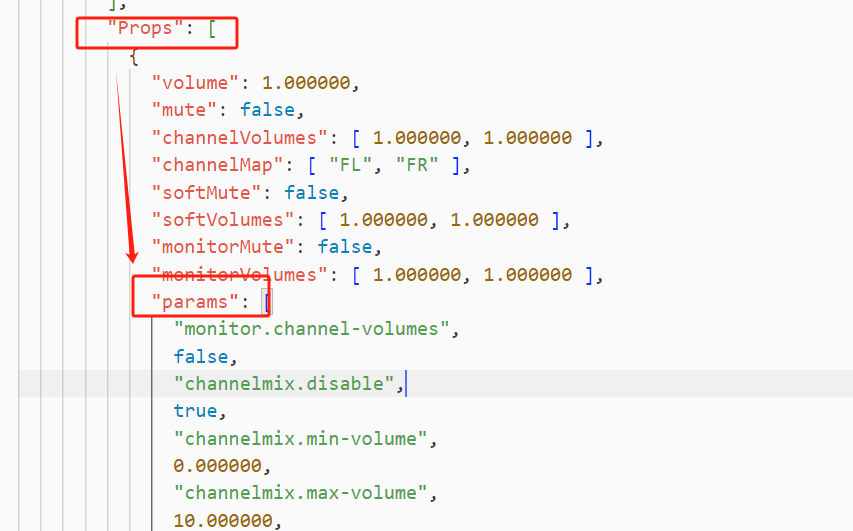 ],
"Props": [
{
"volume": 1.000000,
"mute": false,
"channelVolumes": [ 1.000000, 1.000000 ],
"channelMap": [ "FL", "FR" ],
"softMute": false,
"softVolumes": [ 1.000000, 1.000000 ],
"monitorMute": false,
"monitorVolumes": [ 1.000000, 1.000000 ],
"params": [
"monitor.channel-volumes",
false,
"channelmix.disable",
true,
"channelmix.min-volume",
0.000000,
"channelmix.max-volume",
10.000000,